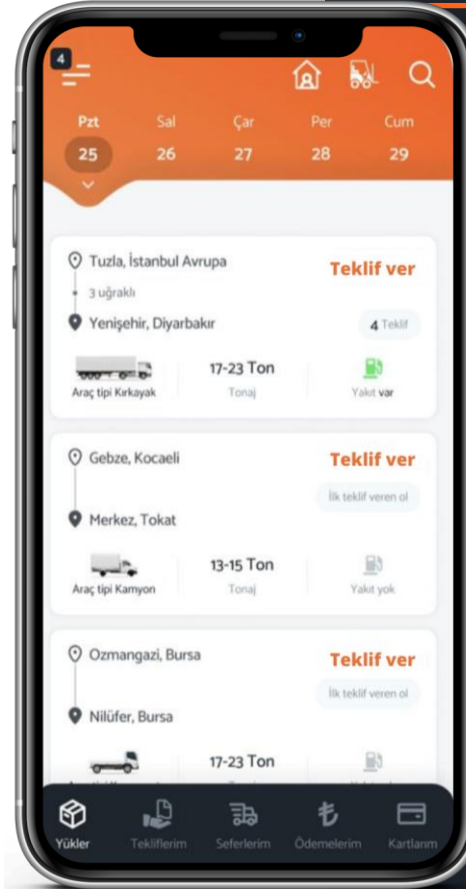 4
Pzt Sal Çar Per Cum
25 26 27 28 29
Tuzla, İstanbul Avrupa
Teklif ver
3 uğraklı
Yenişehir, Diyarbakır
4 Teklif
17-23 Ton
Araç tipi Kırkayak Tonaj Yakıt var
Gebze, Kocaeli
Teklif ver
İlk teklif veren ol
Merkez, Tokat
13-15 Ton
Araç tipi Kamyon Tonaj Yakıt yok
Ozmangazi, Bursa
Teklif ver
İlk teklif veren ol
Nilüfer, Bursa
17-23 Ton
Yükler Tekliflerim Seferlerim Ödemelerim Kartlarım